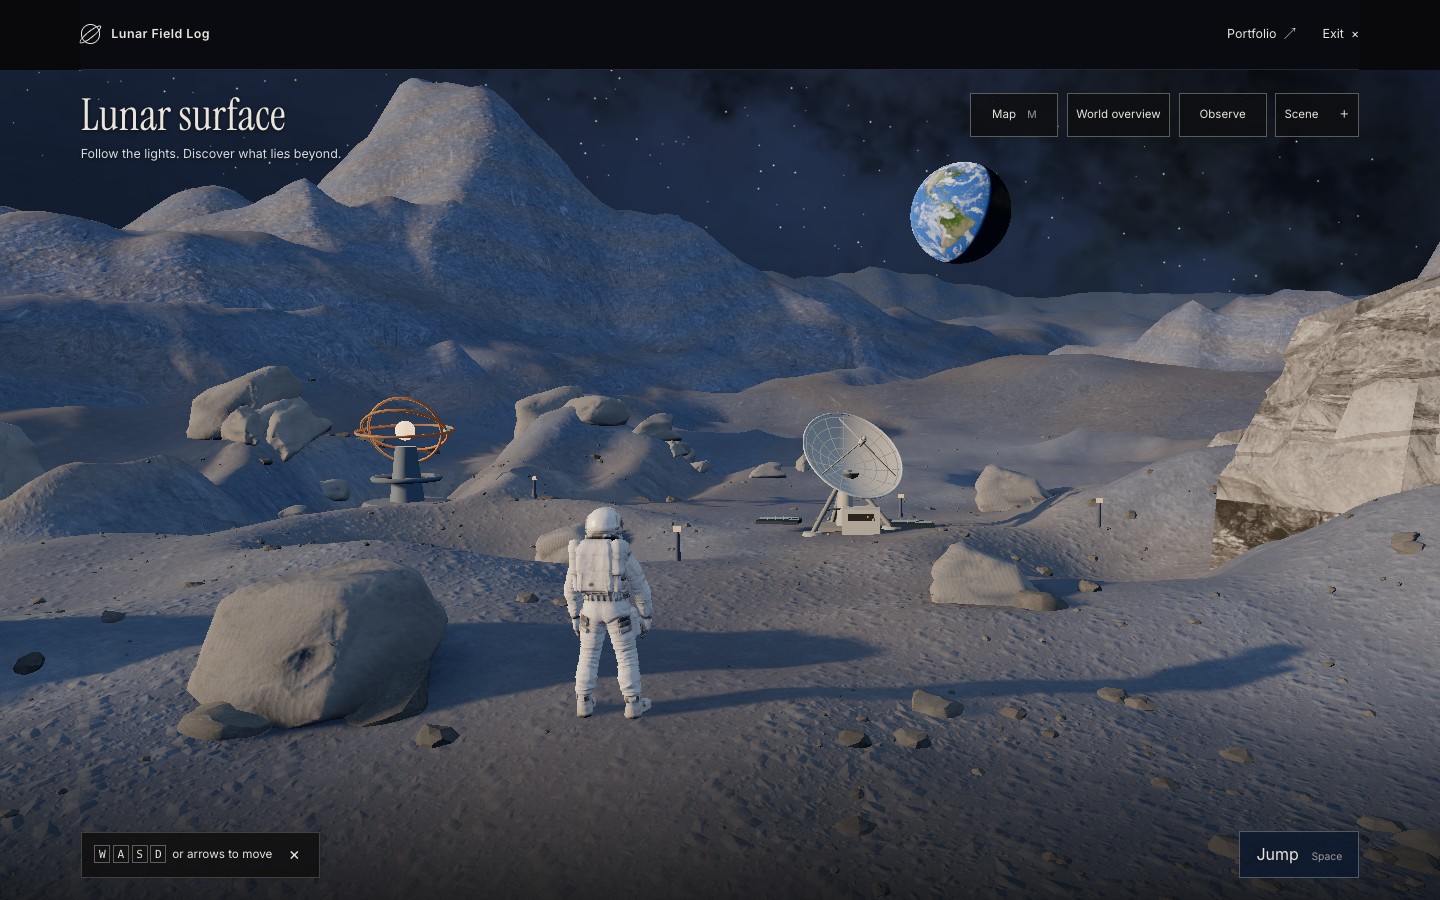 Lunar Field Log
Portfolio ↗
Exit ×
Lunar surface
Follow the lights. Discover what lies beyond.
Map M
World overview
Observe
Scene +
W A S D or arrows to move ×
Jump Space